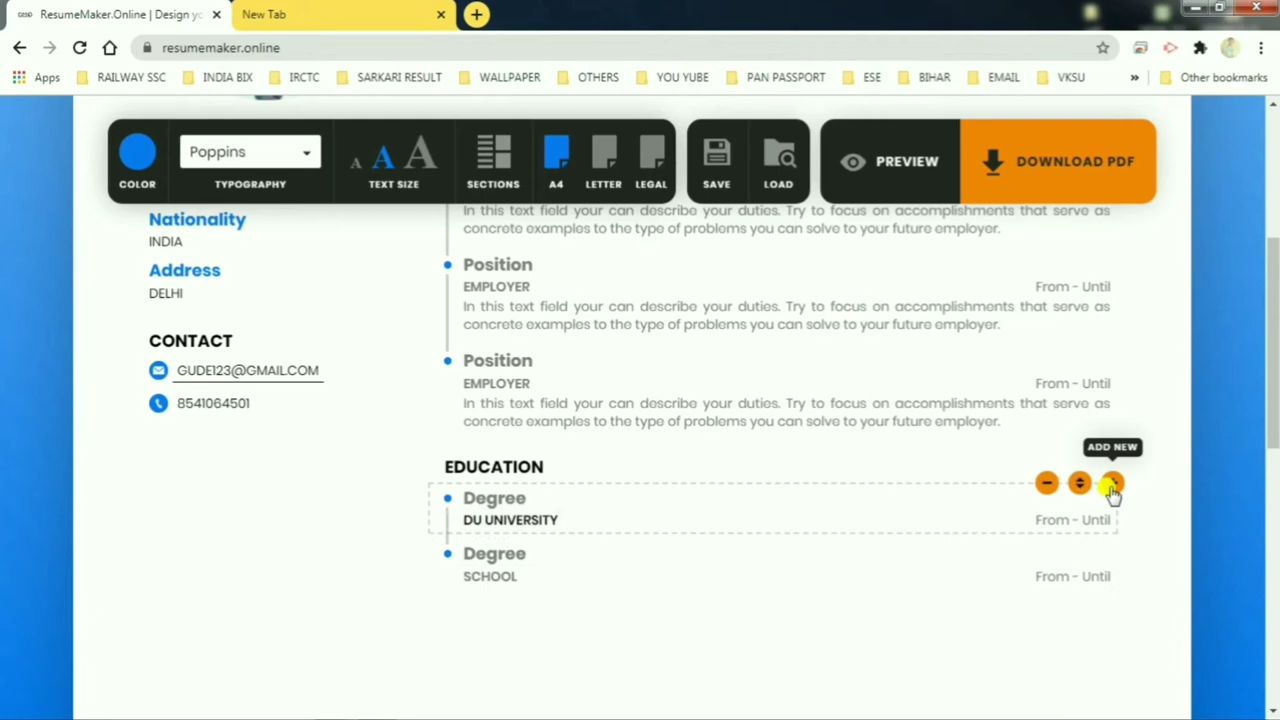 ResumeMaker.Online | Design yo
New Tab
resumemaker.online
Apps
RAILWAY SSC
INDIA BIX
IRCTC
SARKARI RESULT
WALLPAPER
OTHERS
YOU YUBE
PAN PASSPORT
ESE
BIHAR
EMAIL
VKSU
»
Other bookmarks
Poppins
A A A
COLOR
TYPOGRAPHY
TEXT SIZE
SECTIONS
A4
LETTER
LEGAL
SAVE
LOAD
PREVIEW
DOWNLOAD PDF
Nationality
INDIA
Address
DELHI
CONTACT
GUDE123@GMAIL.COM
8541064501
In this text field your can describe your duties. Try to focus on accomplishments that serve as
concrete examples to the type of problems you can solve to your future employer.
Position
EMPLOYER
From - Until
In this text field your can describe your duties. Try to focus on accomplishments that serve as
concrete examples to the type of problems you can solve to your future employer.
Position
EMPLOYER
From - Until
In this text field your can describe your duties. Try to focus on accomplishments that serve as
concrete examples to the type of problems you can solve to your future employer.
ADD NEW
EDUCATION
Degree
DU UNIVERSITY
From - Until
Degree
SCHOOL
From - Until